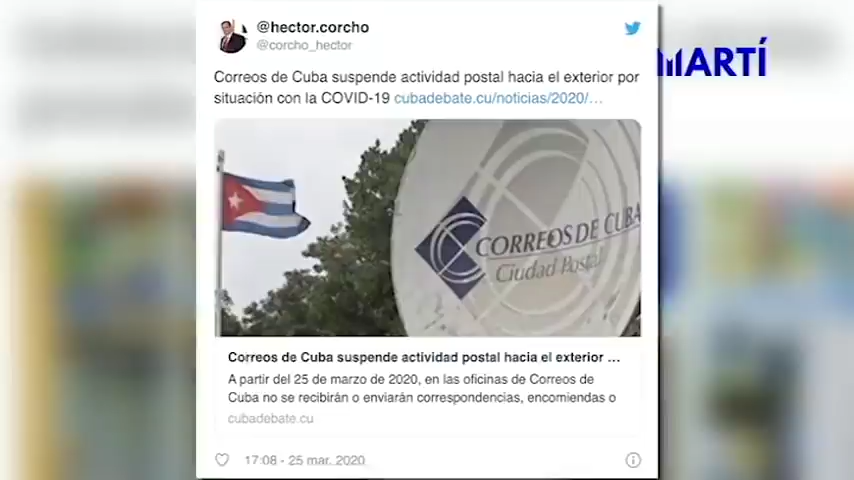 @hector.corcho
@corcho_hector
MARTÍ
Correos de Cuba suspende actividad postal hacia el exterior por
situación con la COVID-19 cubadebate.cu/noticias/2020/...
CORREOS DE CUBA
Ciudad Postal
Correos de Cuba suspende actividad postal hacia el exterior ...
A partir del 25 de marzo de 2020, en las oficinas de Correos de
Cuba no se recibirán o enviarán correspondencias, encomiendas o
cubadebate.cu
17:08 - 25 mar. 2020